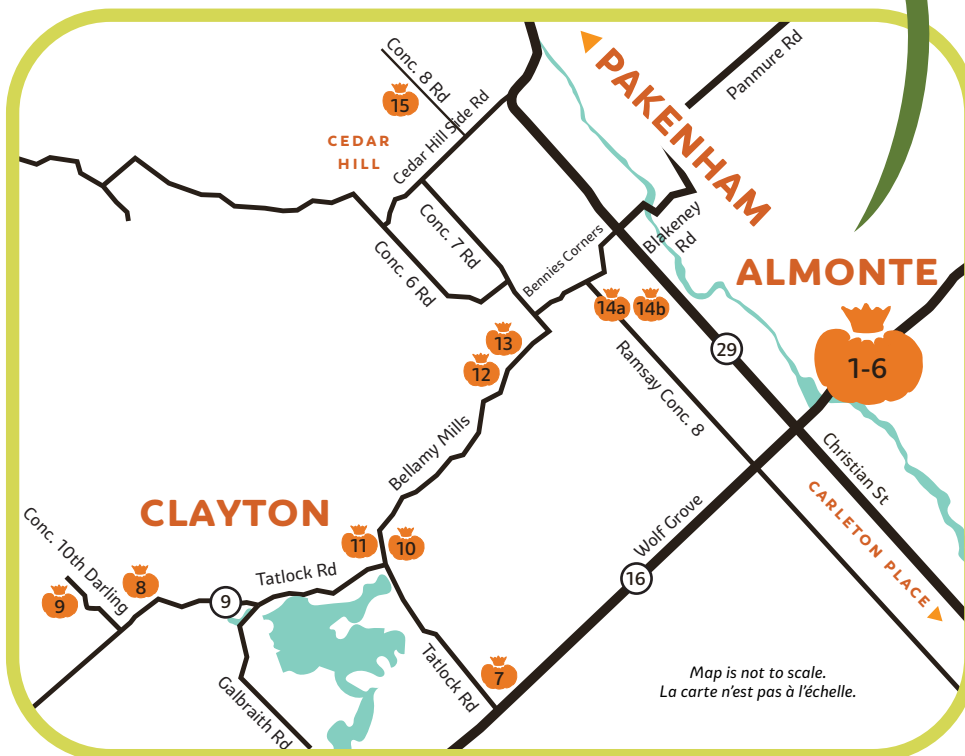 Conc. 8 Rd
15
CEDAR
HILL
Cedar Hill Side Rd
PAKENHAM
Panmure Rd
Conc. 7 Rd
Conc. 6 Rd
Bennies Corners
Blakeney
Rd
ALMONTE
1-6
14a
14b
13
12
29
Ramsay Conc. 8
Bellamy Mills
Christian St
CARLETON PLACE
CLAYTON
11
10
Wolf Grove
16
Conc. 10th Darling
9
8
9
Tatlock Rd
Tatlock Rd
7
Galbraith Rd
Map is not to scale.
La carte n'est pas à l'échelle.